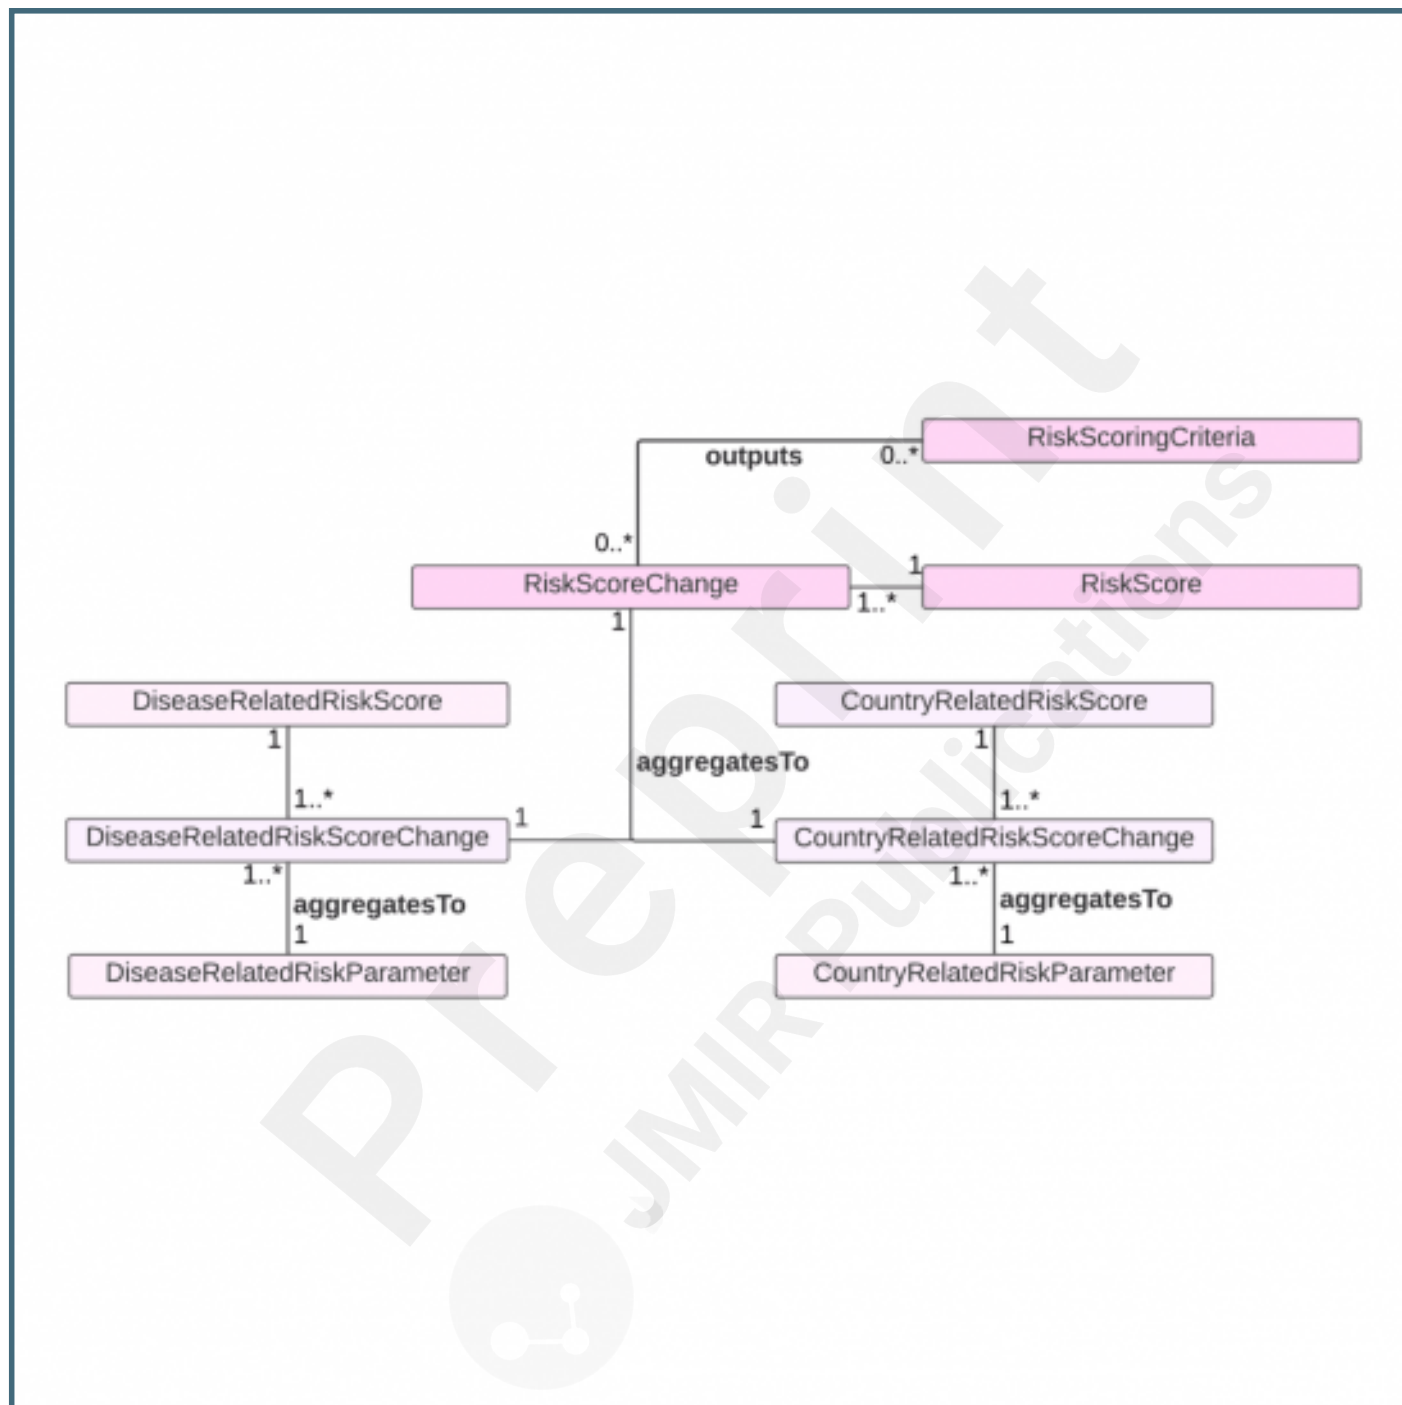 RiskScoringCriteria
outputs
0..*
0..*
1
RiskScoreChange
RiskScore
1..*
1
DiseaseRelatedRiskScore
CountryRelatedRiskScore
1
1
aggregatesTo
1..*
1..*
1
1
DiseaseRelatedRiskScoreChange
CountryRelatedRiskScoreChange
1..*
1..*
aggregatesTo
aggregatesTo
1
1
DiseaseRelatedRiskParameter
CountryRelatedRiskParameter
Preprint
JMIR Publications